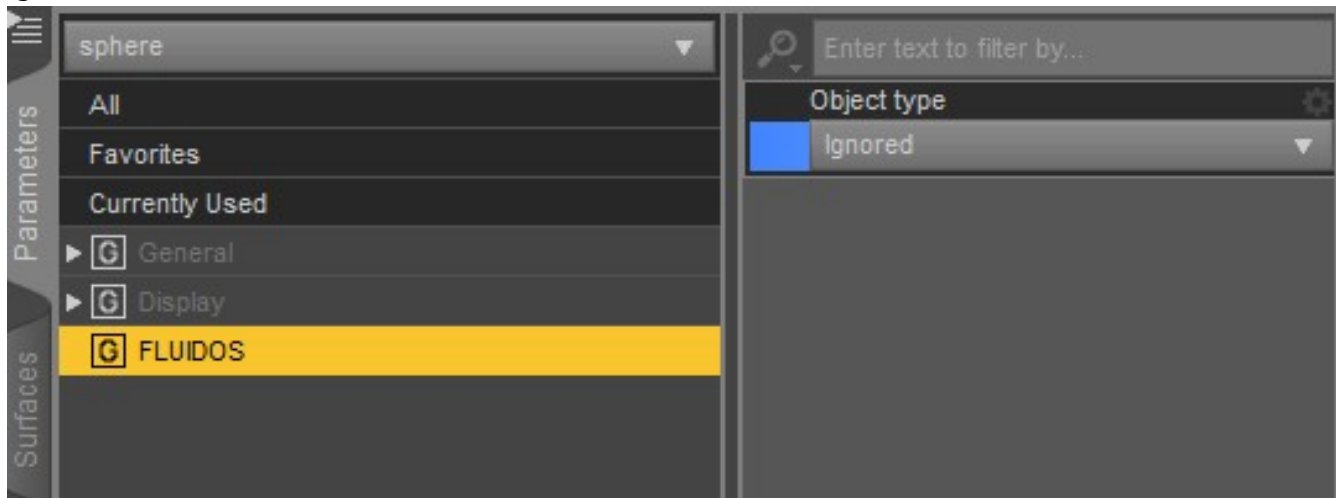 sphere
All
Favorites
Currently Used
G General
G Display
G FLUIDOS
Parameters
Surfaces
Enter text to filter by...
Object type
Ignored